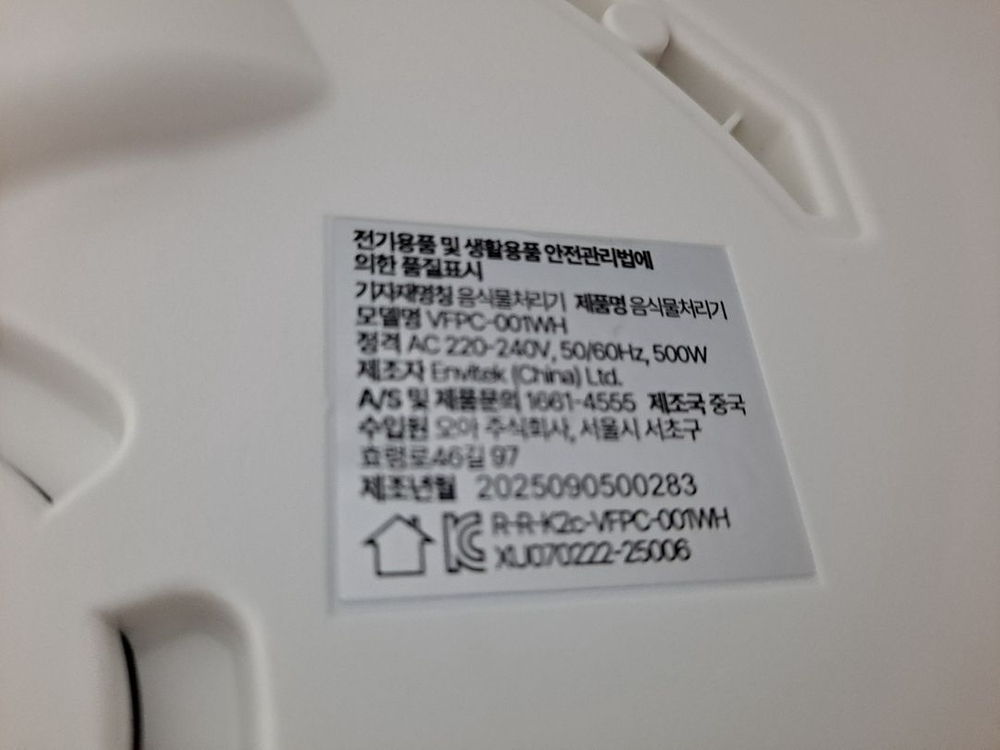 전기용품 및 생활용품 안전관리법에
의한 품질표시
기자재명칭 음식물처리기 제품명 음식물처리기
모델명 VFPC-001WH
정격 AC 220-240V, 50/60Hz, 500W
제조자 Envitek (China) Ltd.
A/S 및 제품문의 1661-4555 제조국 중국
수입원 오아 주식회사, 서울시 서초구
효령로46길 97
제조년월 2025090500283
R-R-K2c-VFPC-001WH
XU070222-25006